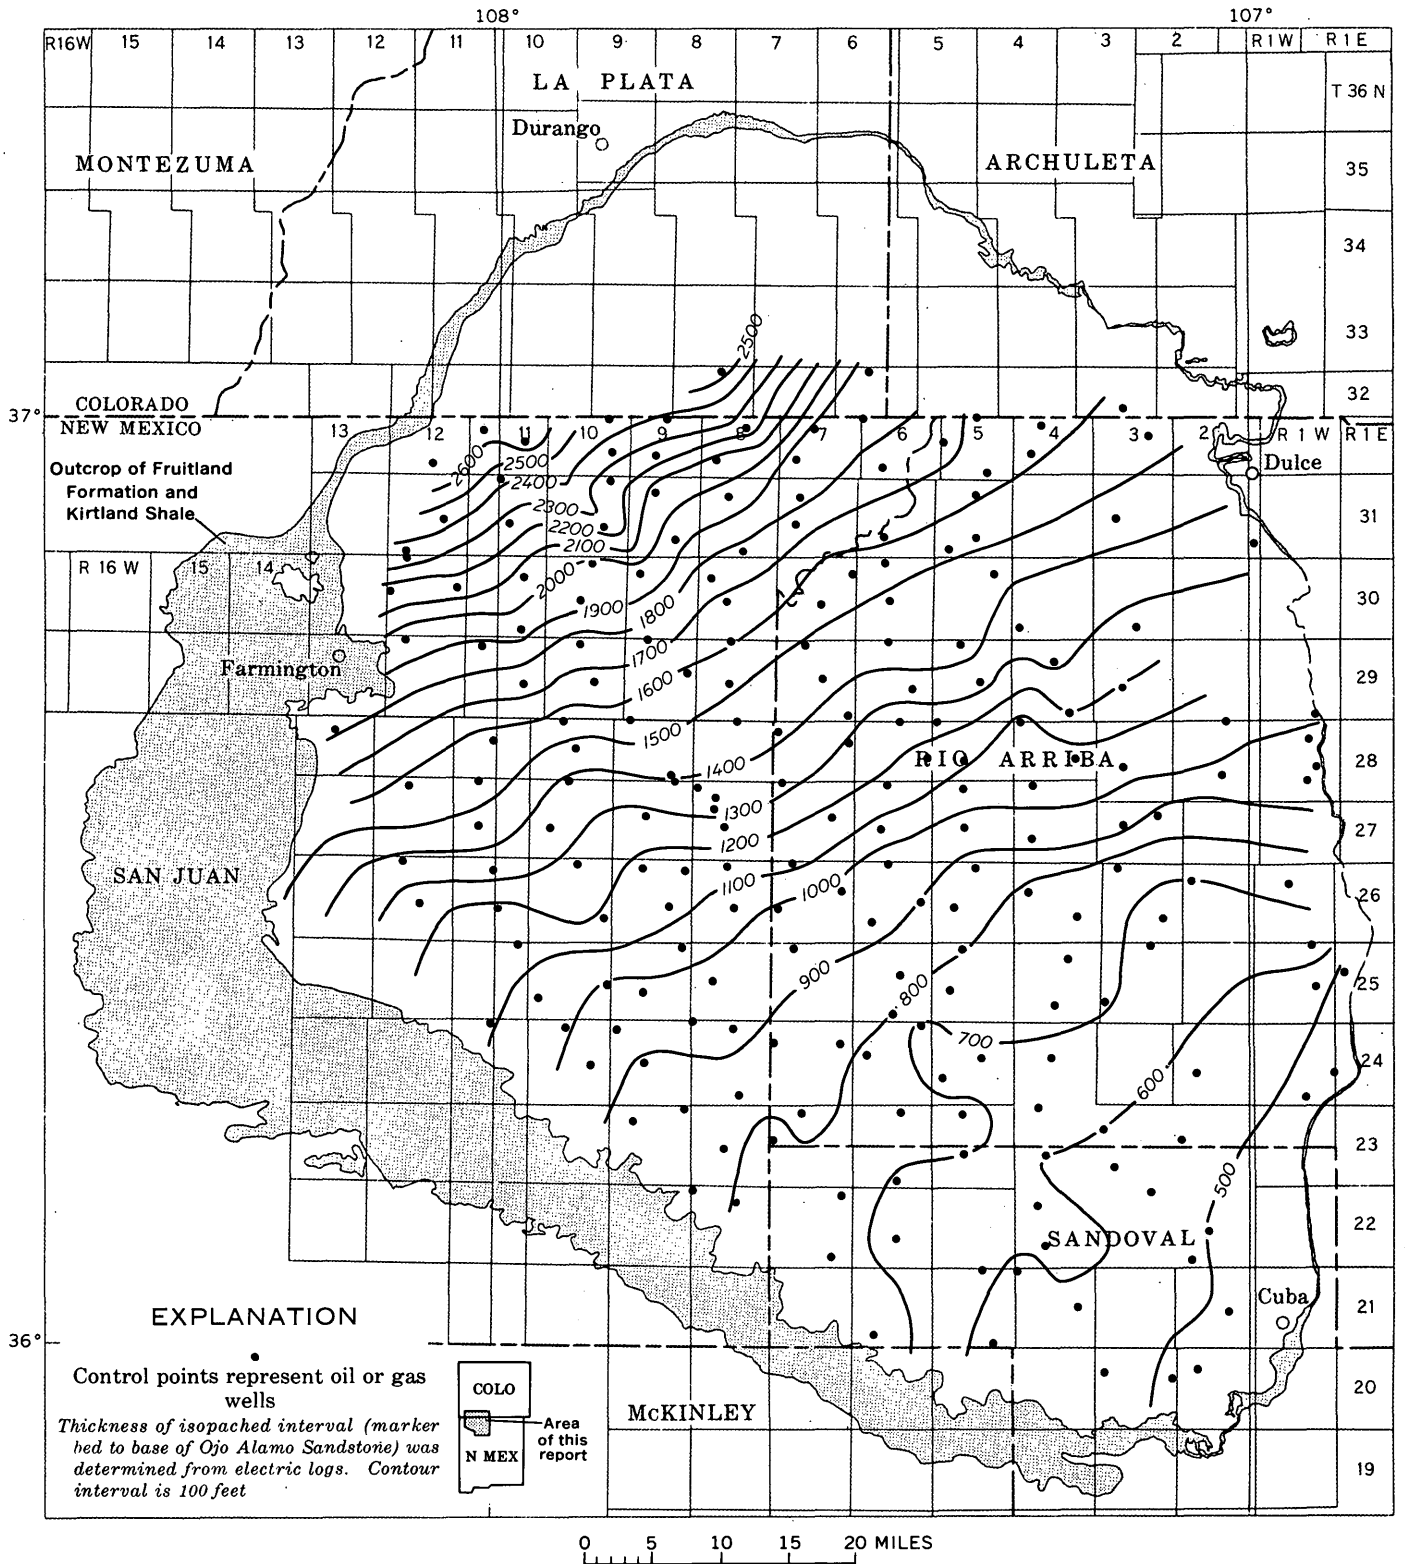 108° 107°
R16W 15 14 13 12 11 10 9 8 7 6 5 4 3 2 R1W R1E
LA PLATA
T 36 N
Durango
MONTEZUMA
ARCHULETA
35
34
33
2500
32
37°
COLORADO
NEW MEXICO
13 12 11 10 9 8 7 6 5 4 3 2 R1W R1E
Dulce
Outcrop of Fruitland
Formation and
Kirtland Shale
2600
2500
2400
2300
2200
2100
2000
1900
1800
1700
1600
1500
1400
1300
1200
1100
1000
900
800
700
600
500
31
R 16 W 15 14
30
Farmington
29
RIO ARRIBA
28
27
SAN JUAN
26
25
24
23
22
SANDOVAL
Cuba
21
36°
20
McKINLEY
19
EXPLANATION
Control points represent oil or gas
wells
Thickness of isopached interval (marker
bed to base of Ojo Alamo Sandstone) was
determined from electric logs. Contour
interval is 100 feet
COLO
N MEX
Area
of this
report
0 5 10 15 20 MILES